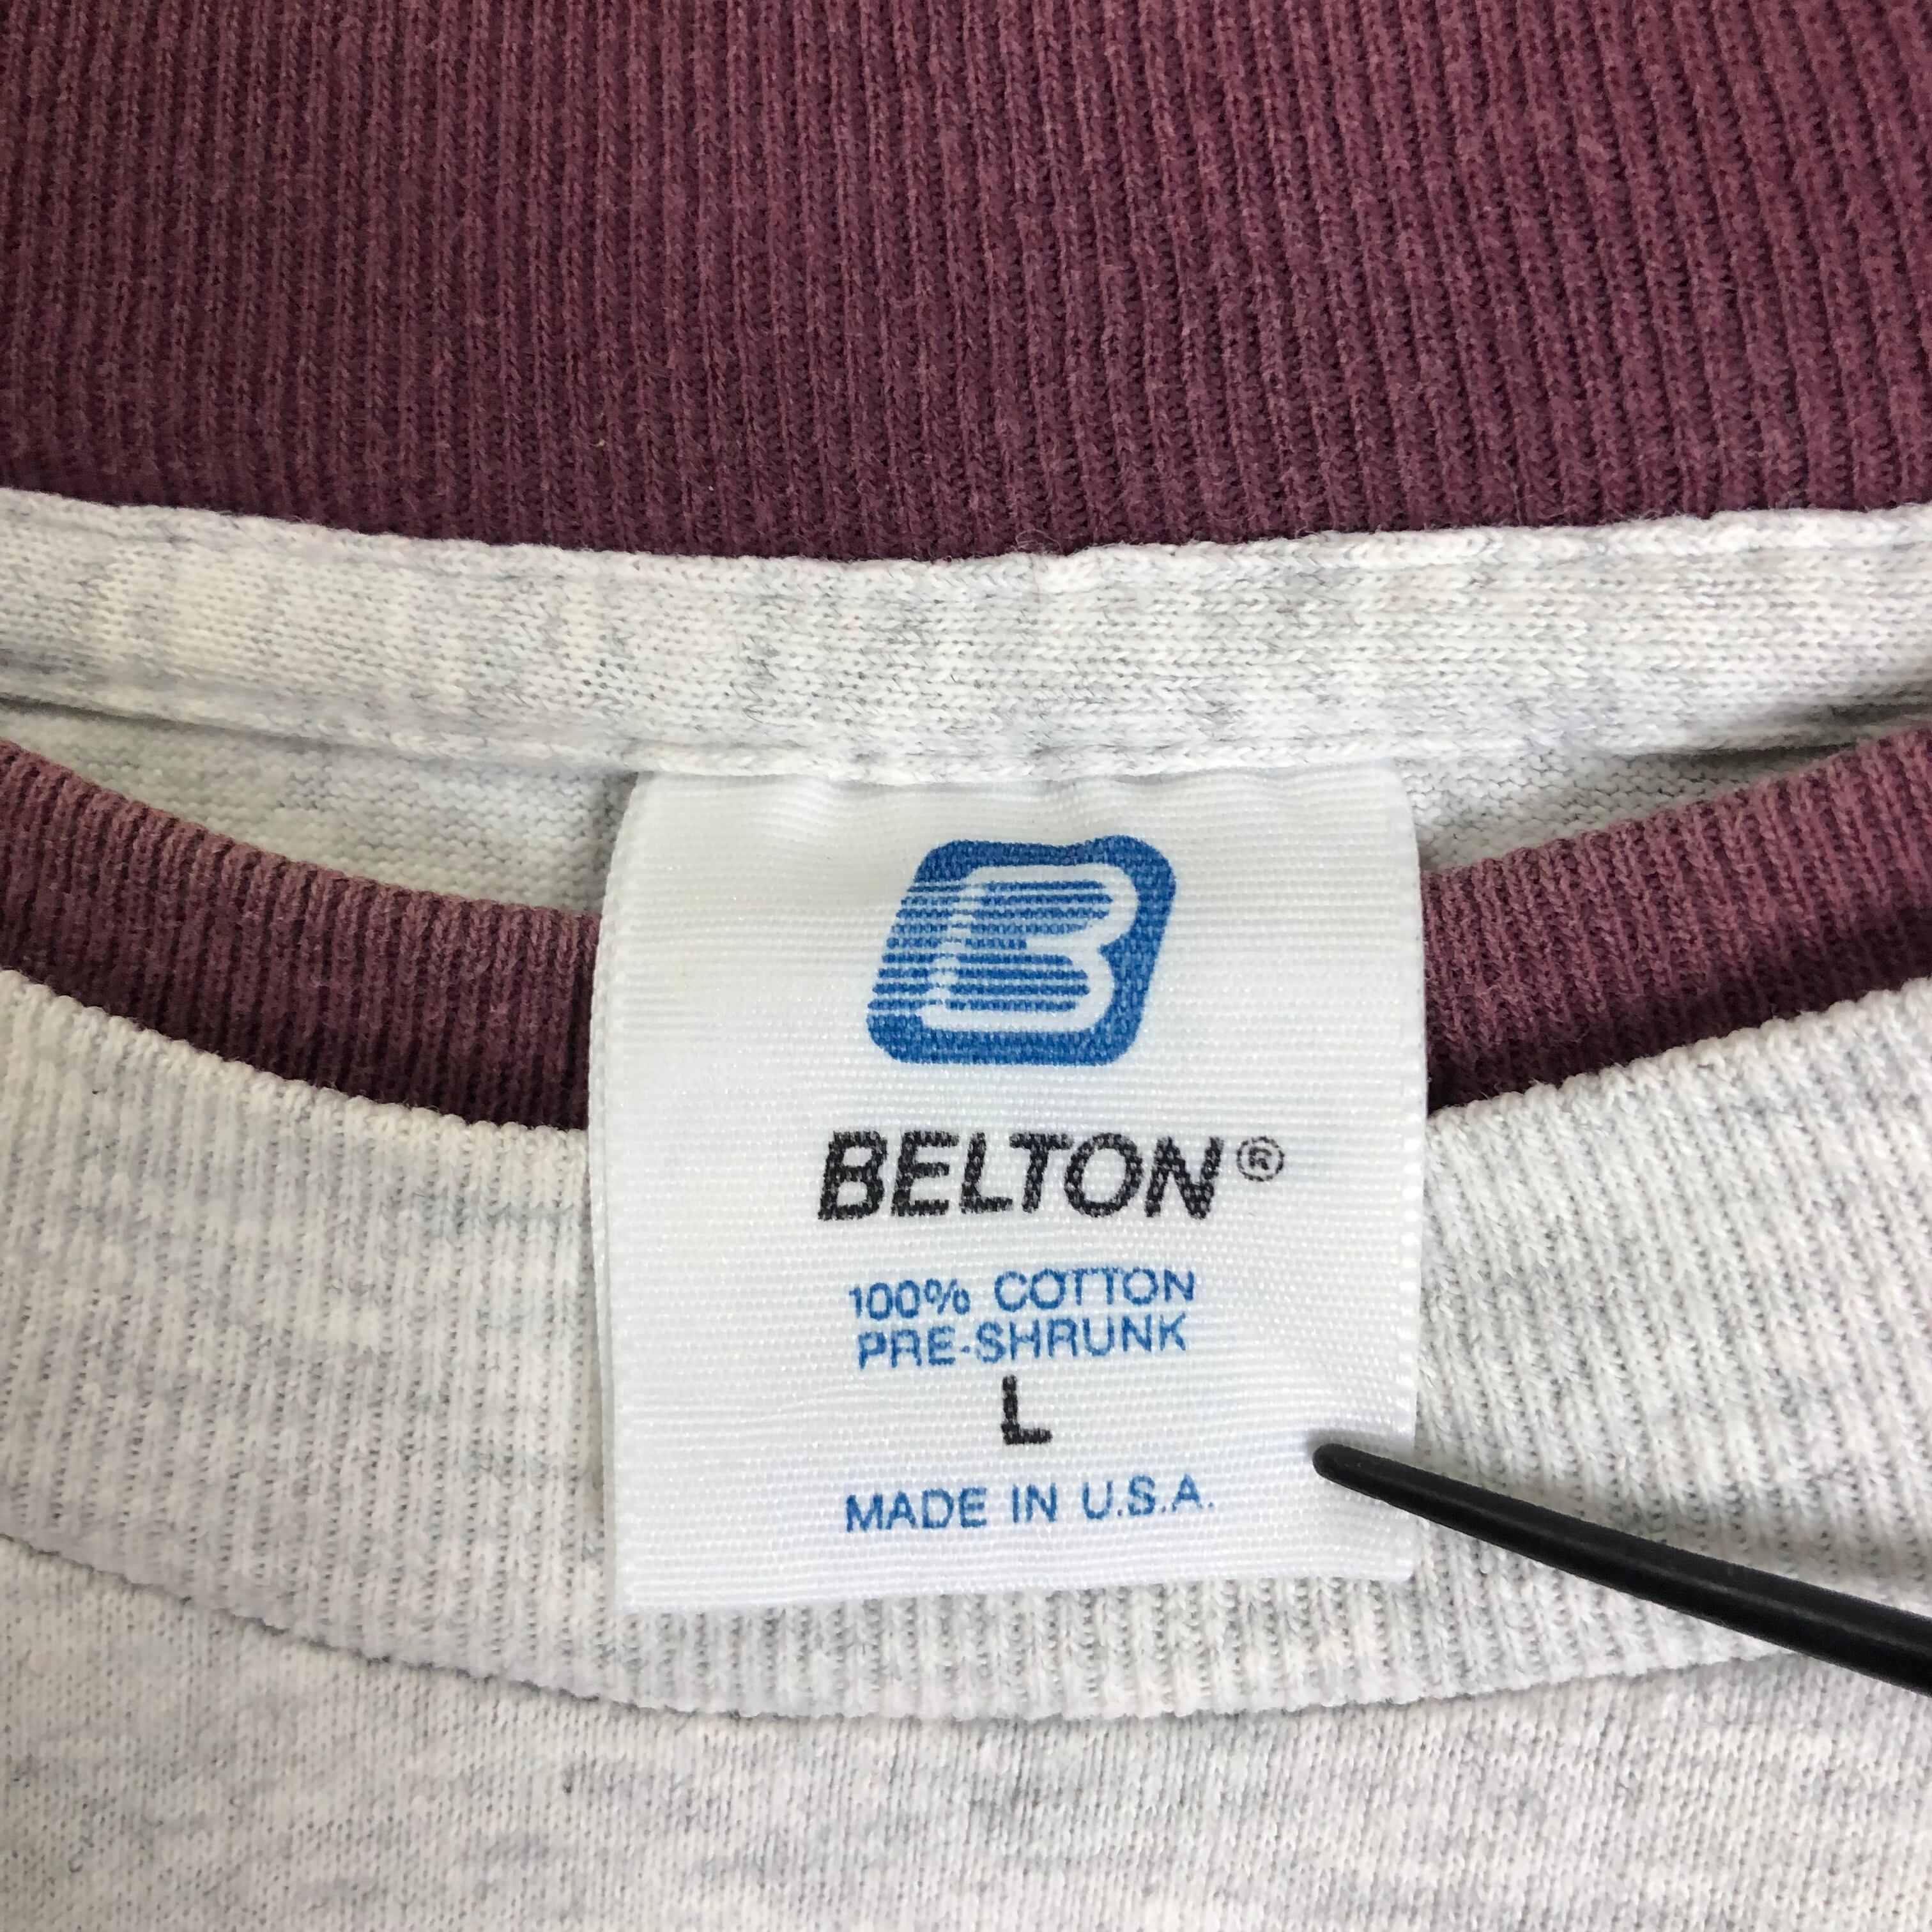 B
BELTON®
100% COTTON
PRE-SHRUNK
L
MADE IN U.S.A.